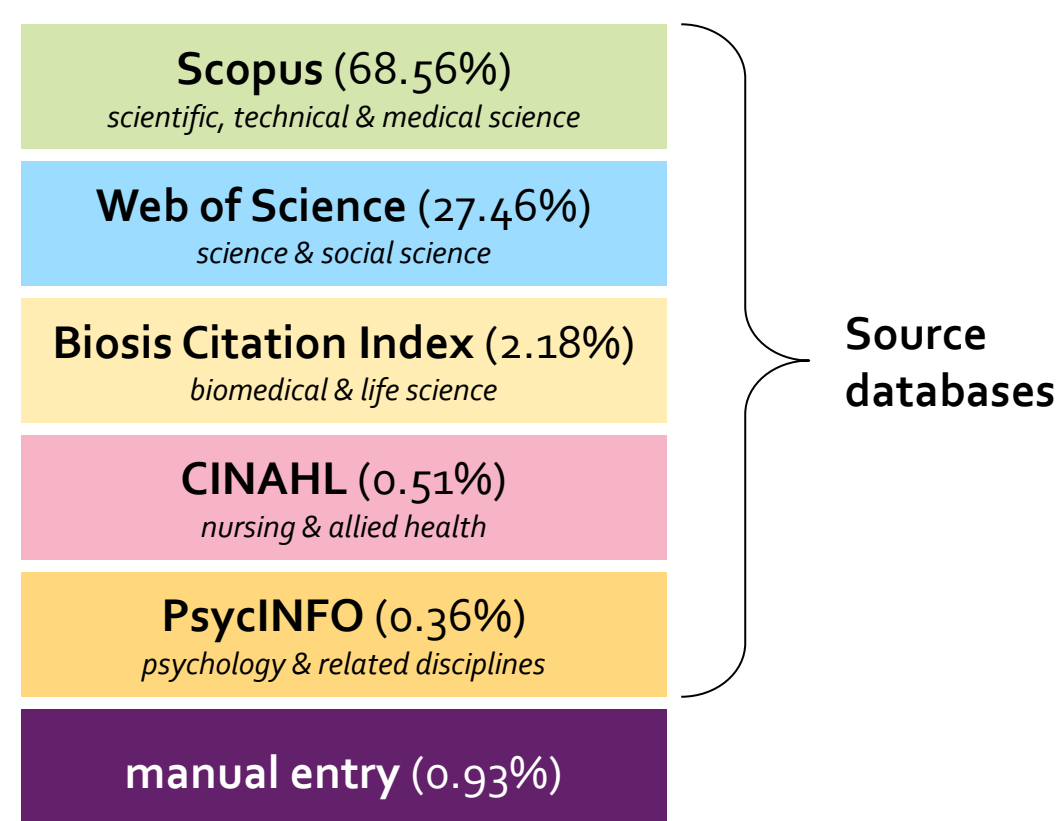 Scopus (68.56%)
scientific, technical & medical science
Web of Science (27.46%)
science & social science
Biosis Citation Index (2.18%)
biomedical & life science
CINAHL (0.51%)
nursing & allied health
PsycINFO (0.36%)
psychology & related disciplines
manual entry (0.93%)
Source
databases